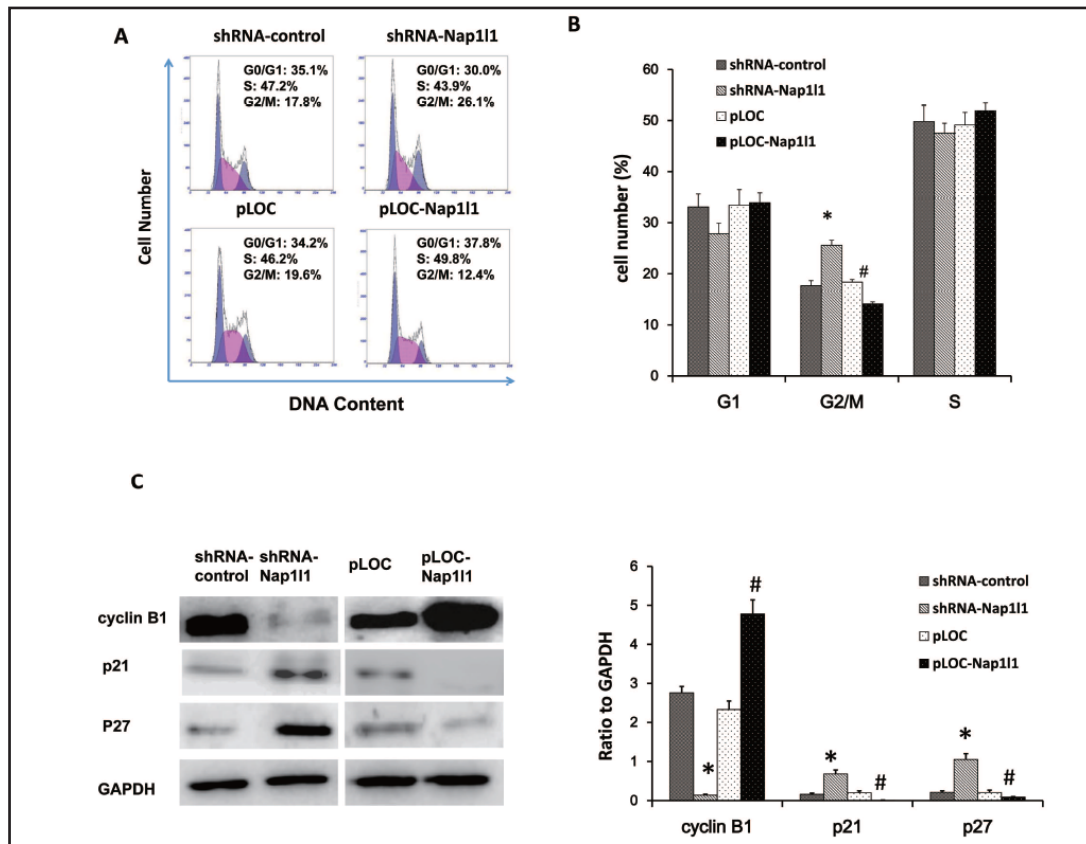 A
shRNA-control
shRNA-Nap1l1
G0/G1: 35.1%
S: 47.2%
G2/M: 17.8%
G0/G1: 30.0%
S: 43.9%
G2/M: 26.1%
pLOC
pLOC-Nap1l1
G0/G1: 34.2%
S: 46.2%
G2/M: 19.6%
G0/G1: 37.8%
S: 49.8%
G2/M: 12.4%
Cell Number
DNA Content
B
shRNA-control
shRNA-Nap1l1
pLOC
pLOC-Nap1l1
cell number (%)
60
50
40
30
20
10
0
*
#
G1 G2/M S
C
shRNA-control
shRNA-Nap1l1
pLOC
pLOC-Nap1l1
cyclin B1
p21
P27
GAPDH
shRNA-control
shRNA-Nap1l1
pLOC
pLOC-Nap1l1
Ratio to GAPDH
6
5
4
3
2
1
0
* #
* #
* #
cyclin B1 p21 p27